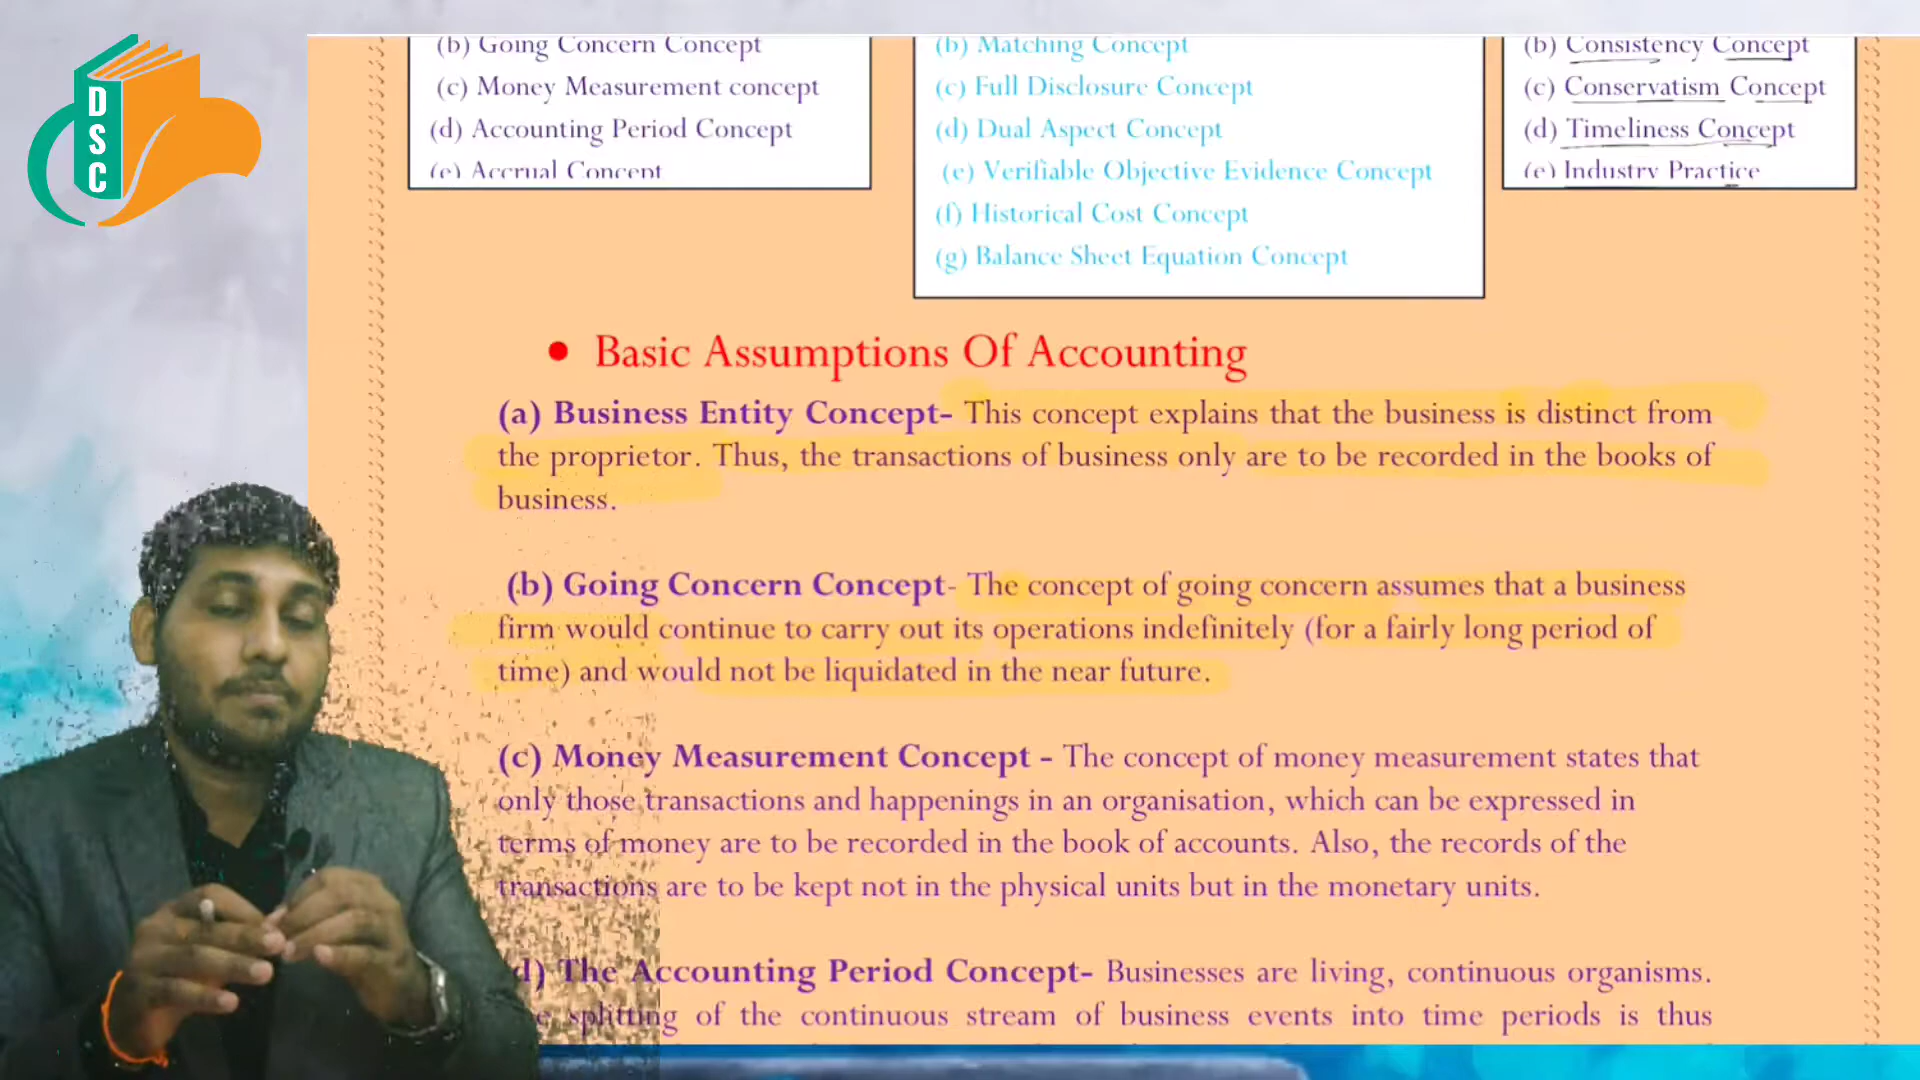 DSC
(b) Going Concern Concept
(c) Money Measurement concept
(d) Accounting Period Concept
(e) Accrual Concept
(b) Matching Concept
(c) Full Disclosure Concept
(d) Dual Aspect Concept
(e) Verifiable Objective Evidence Concept
(f) Historical Cost Concept
(g) Balance Sheet Equation Concept
(b) Consistency Concept
(c) Conservatism Concept
(d) Timeliness Concept
(e) Industry Practice
• Basic Assumptions Of Accounting
(a) Business Entity Concept- This concept explains that the business is distinct from
the proprietor. Thus, the transactions of business only are to be recorded in the books of
business.
(b) Going Concern Concept- The concept of going concern assumes that a business
firm would continue to carry out its operations indefinitely (for a fairly long period of
time) and would not be liquidated in the near future.
(c) Money Measurement Concept - The concept of money measurement states that
only those transactions and happenings in an organisation, which can be expressed in
terms of money are to be recorded in the book of accounts. Also, the records of the
transactions are to be kept not in the physical units but in the monetary units.
d) The Accounting Period Concept- Businesses are living, continuous organisms.
splitting of the continuous stream of business events into time periods is thus